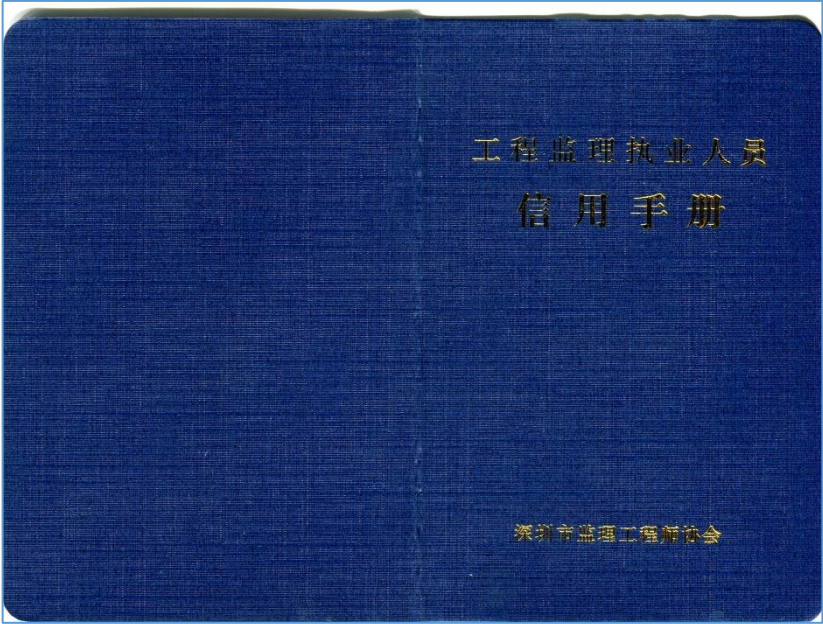 工程监理执业人员
信用手册
深圳市监理工程师协会